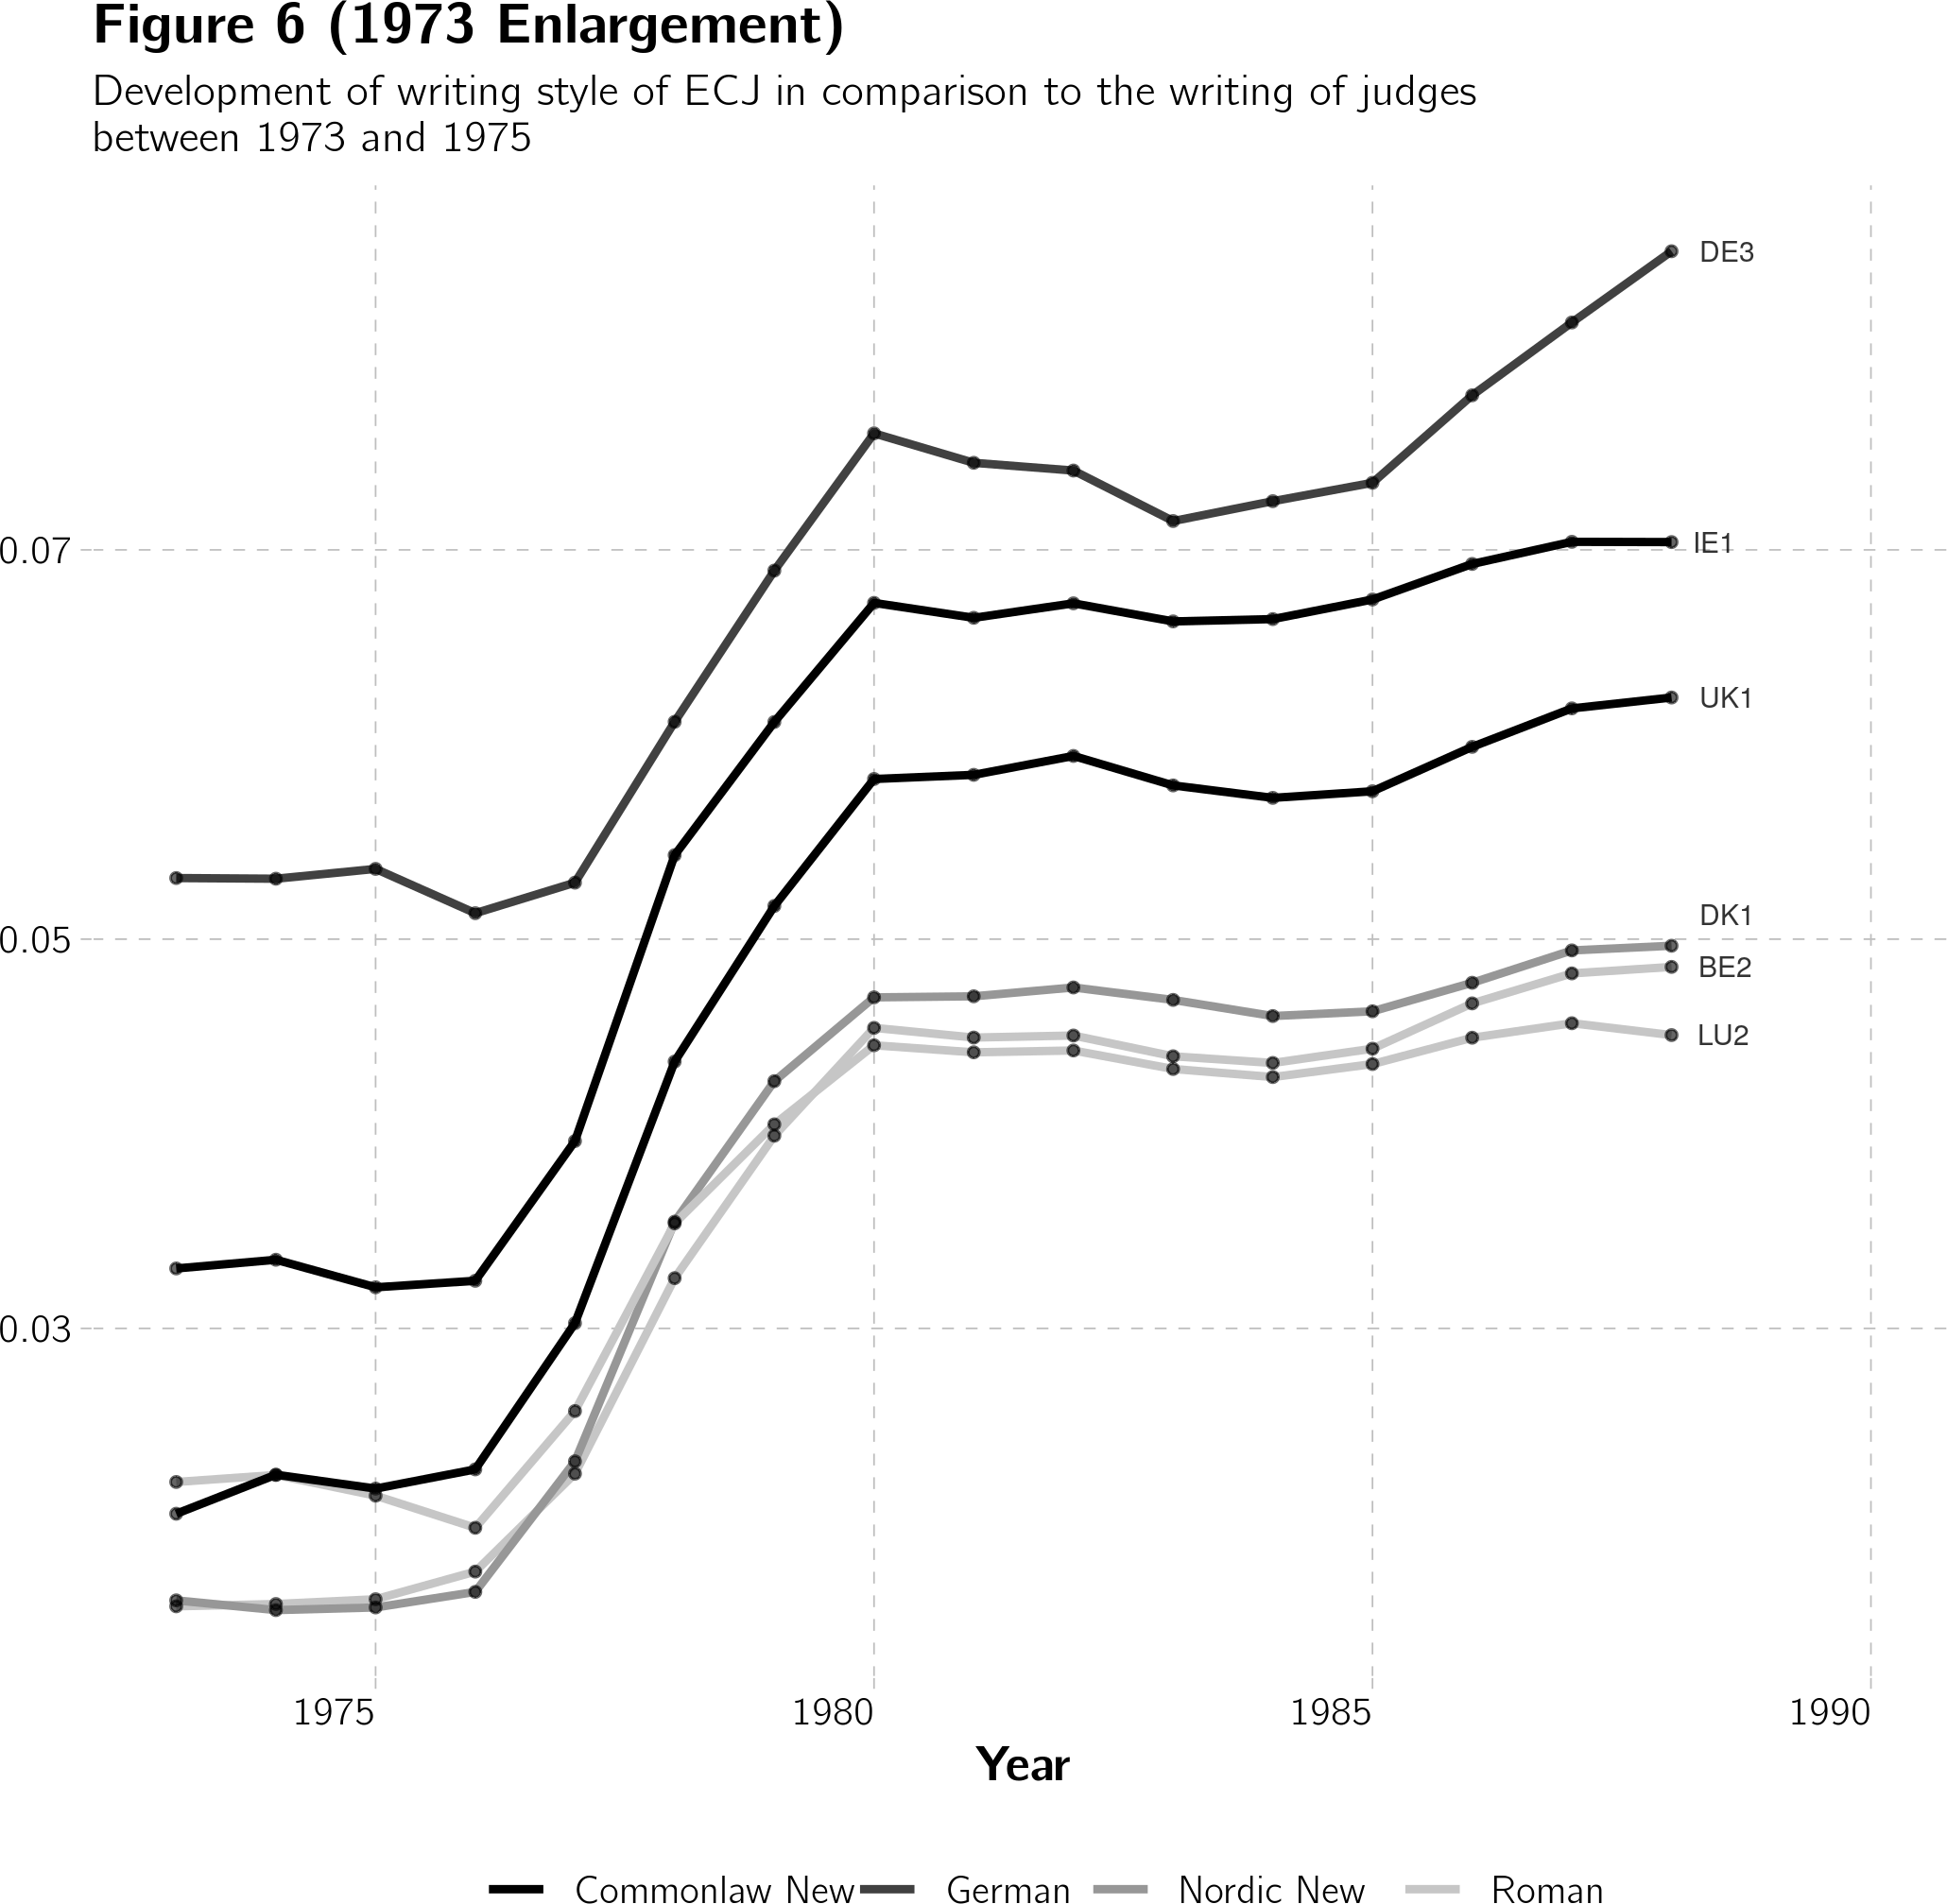 Figure 6 (1973 Enlargement)
Development of writing style of ECJ in comparison to the writing of judges
between 1973 and 1975
DE3
0.07
IE1
UK1
DK1
0.05
BE2
LU2
0.03
1975 1980 1985 1990
Year
Commonlaw New German Nordic New Roman